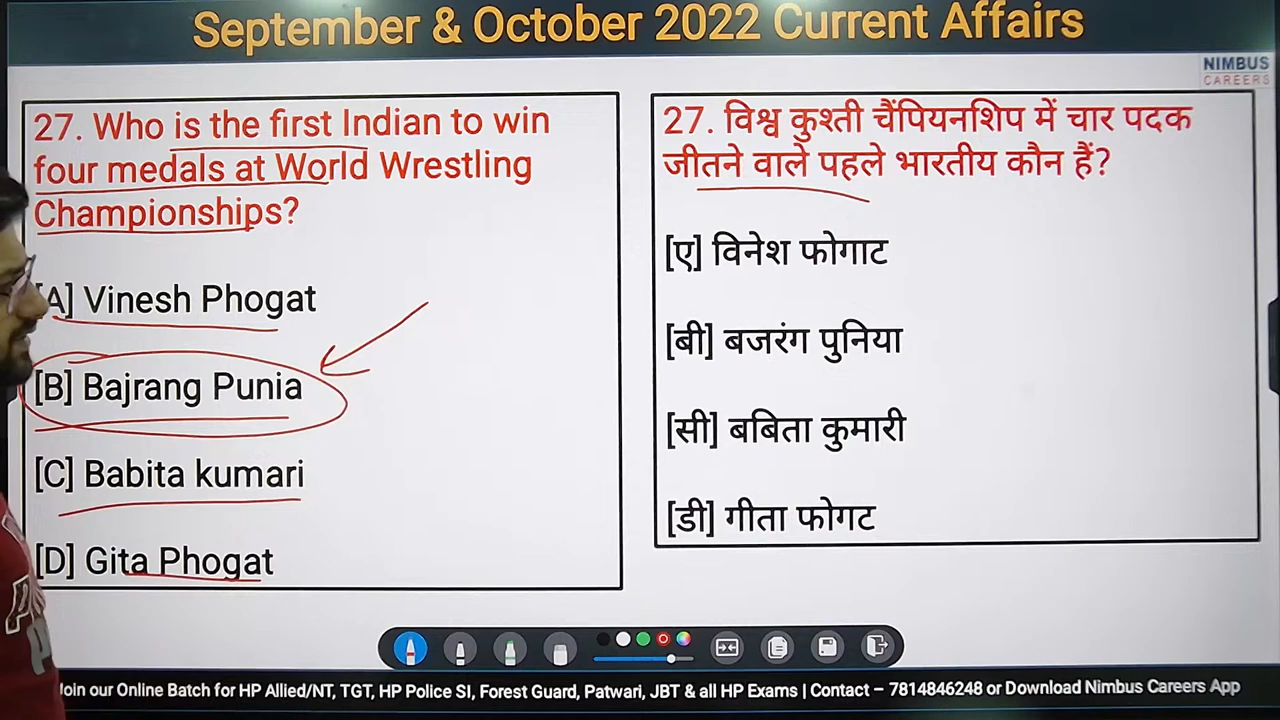 September & October 2022 Current Affairs
NIMBUS
CAREERS
27. Who is the first Indian to win
four medals at World Wrestling
Championships?
[A] Vinesh Phogat
[B] Bajrang Punia
[C] Babita kumari
[D] Gita Phogat
27. विश्व कुश्ती चैंपियनशिप में चार पदक
जीतने वाले पहले भारतीय कौन हैं?
[ए] विनेश फोगाट
[बी] बजरंग पुनिया
[सी] बबिता कुमारी
[डी] गीता फोगट
Join our Online Batch for HP Allied/NT, TGT, HP Police SI, Forest Guard, Patwari, JBT & all HP Exams | Contact – 7814846248 or Download Nimbus Careers App